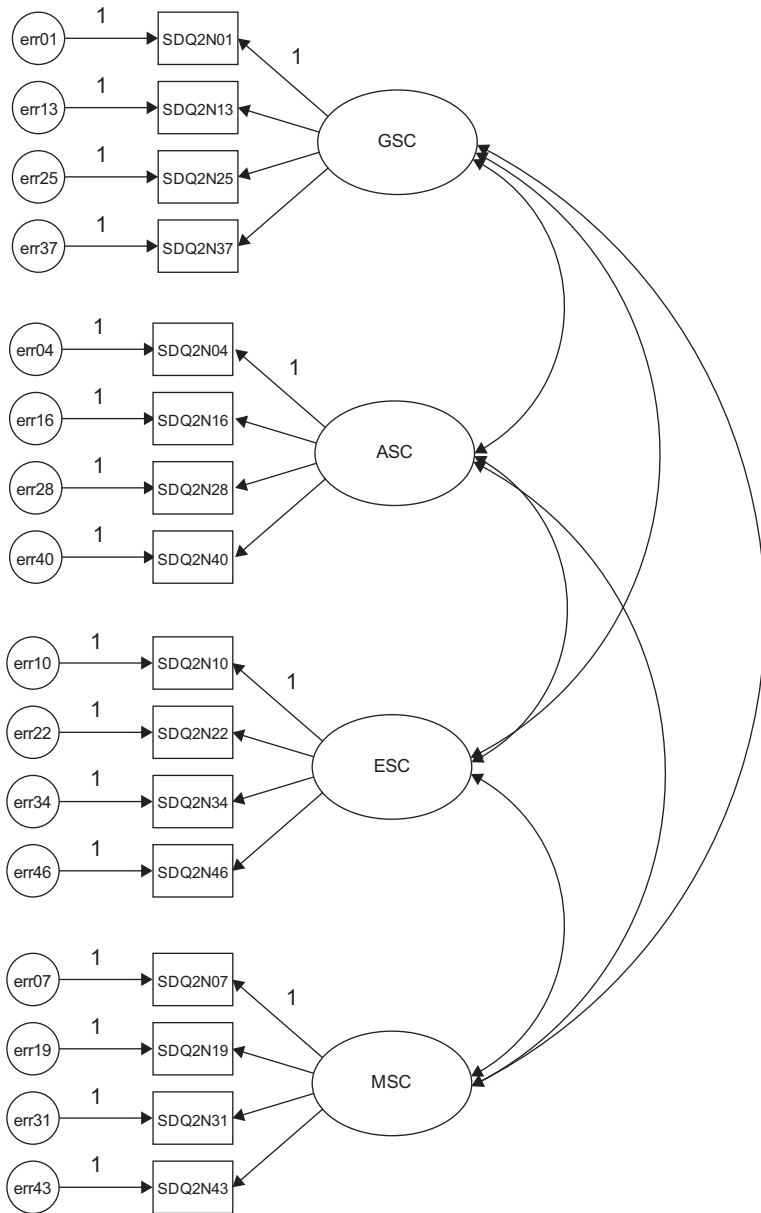 1
err01 SDQ2N01 1
1
err13 SDQ2N13
GSC
1
err25 SDQ2N25
1
err37 SDQ2N37
1
err04 SDQ2N04 1
1
err16 SDQ2N16
ASC
1
err28 SDQ2N28
1
err40 SDQ2N40
1
err10 SDQ2N10 1
1
err22 SDQ2N22
ESC
1
err34 SDQ2N34
1
err46 SDQ2N46
1
err07 SDQ2N07 1
1
err19 SDQ2N19
MSC
1
err31 SDQ2N31
1
err43 SDQ2N43